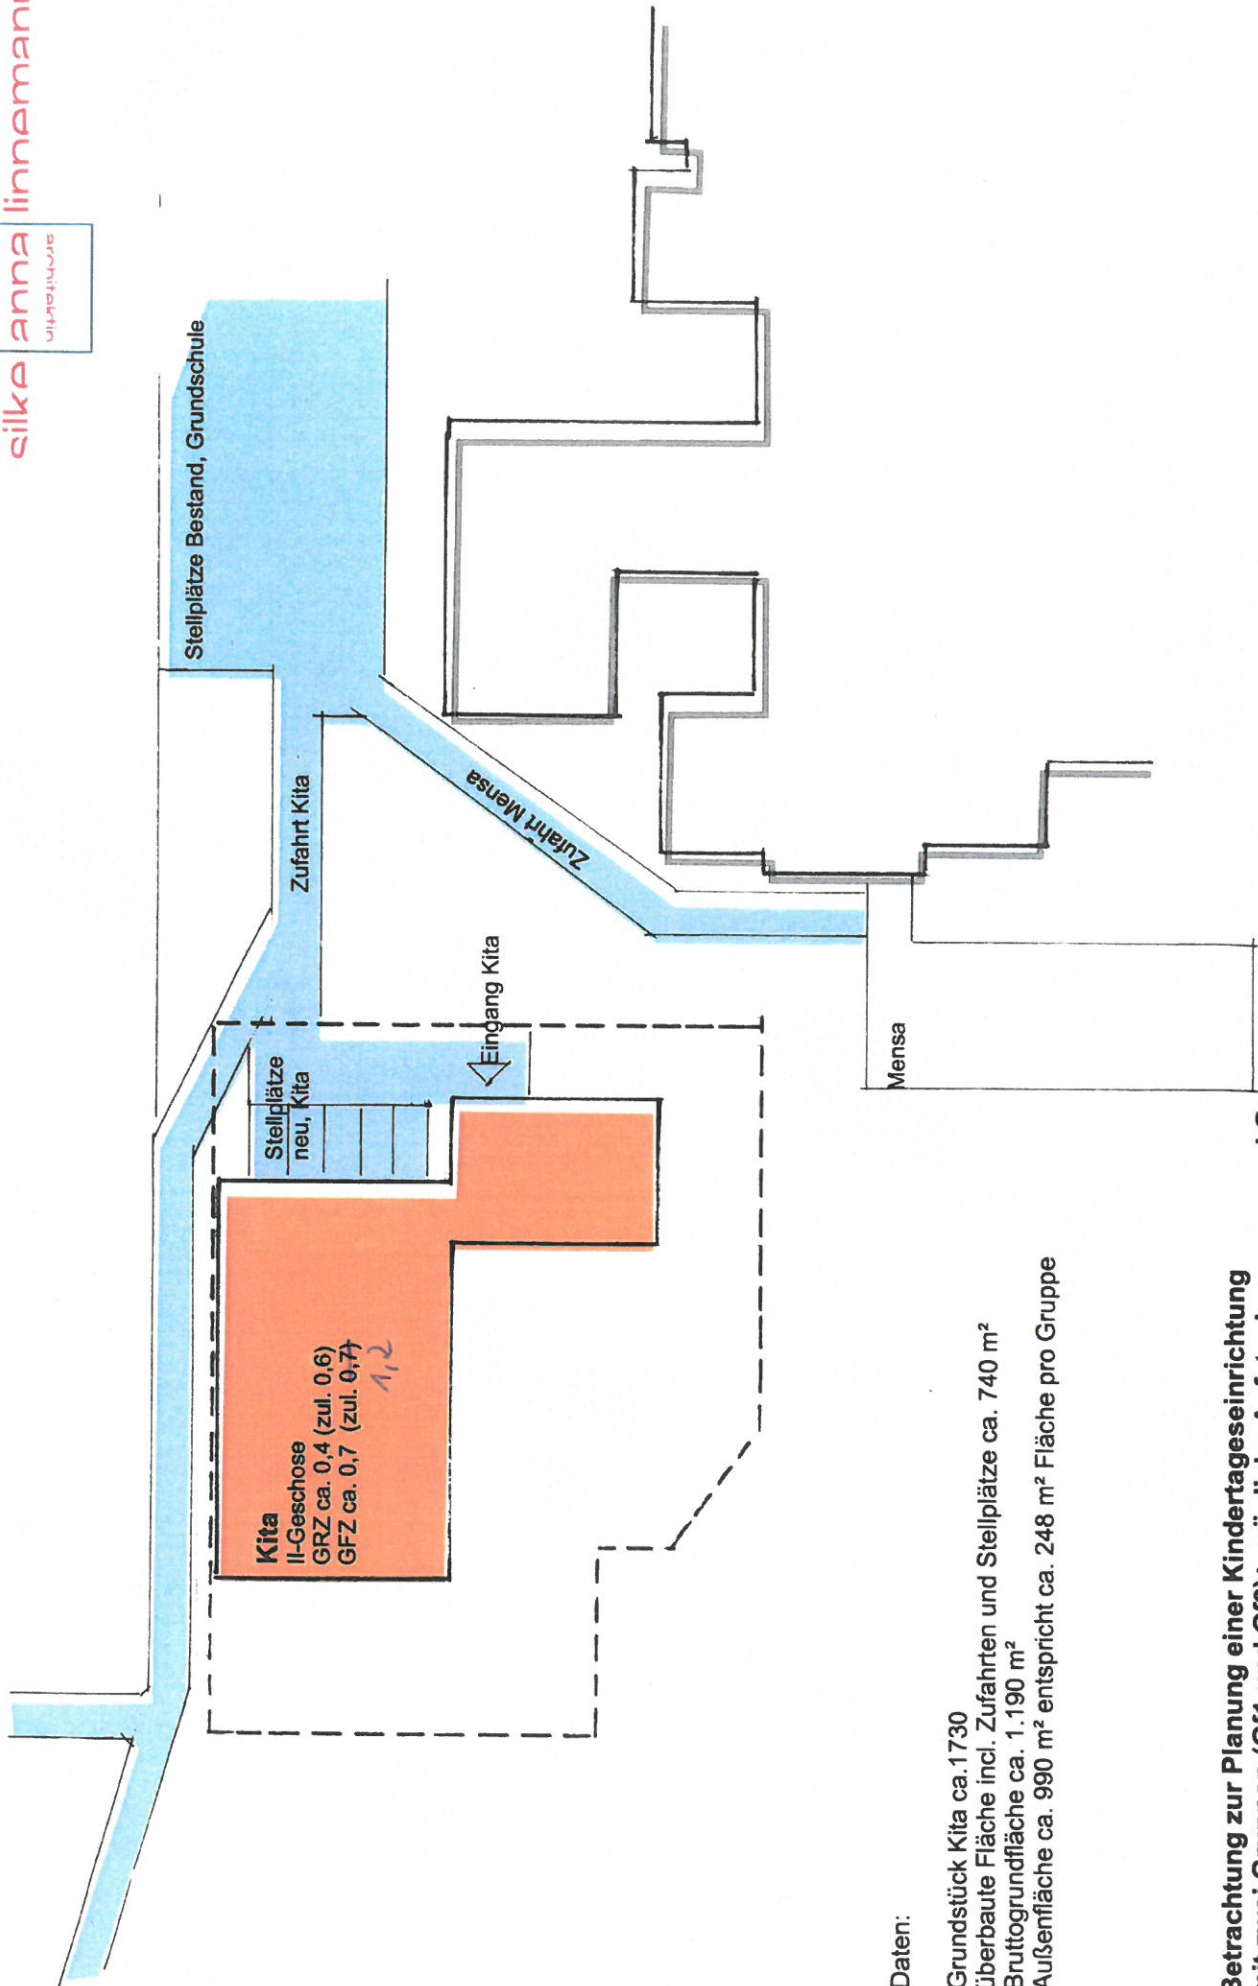 silke anna linnemann
architektin
Stellplätze Bestand, Grundschule
Zufahrt Kita
Zufahrt Mensa
Eingang Kita
Stellplätze
neu, Kita
Mensa
Kita
II-Geschose
GRZ ca. 0,4 (zul. 0,6)
GFZ ca. 0,7 (zul. 0,7)
1,2
Daten:
Grundstück Kita ca.1730
überbaute Fläche incl. Zufahrten und Stellplätze ca. 740 m²
Bruttogrundfläche ca. 1.190 m²
Außenfläche ca. 990 m² entspricht ca. 248 m² Fläche pro Gruppe
Betrachtung zur Planung einer Kindertageseinrichtung